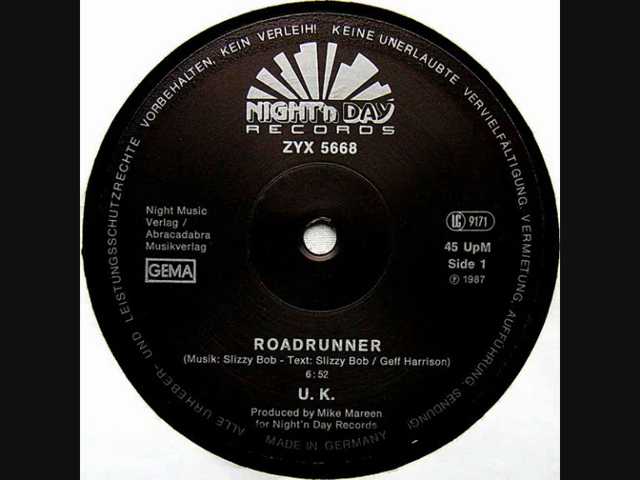 ALLE URHEBER- UND LEISTUNGSSCHUTZRECHTE VORBEHALTEN, KEIN VERLEIH! KEINE UNERLAUBTE VERVIELFÄLTIGUNG, VERMIETUNG, AUFFÜHRUNG, SENDUNG!
NIGHT'n DAY
RECORDS
ZYX 5668
Night Music
Verlag /
Abracadabra
Musikverlag
GEMA
LC 9171
45 UpM
Side 1
℗ 1987
ROADRUNNER
(Musik: Slizzy Bob - Text: Slizzy Bob / Geff Harrison)
6:52
U. K.
Produced by Mike Mareen
for Night'n Day Records
MADE IN GERMANY